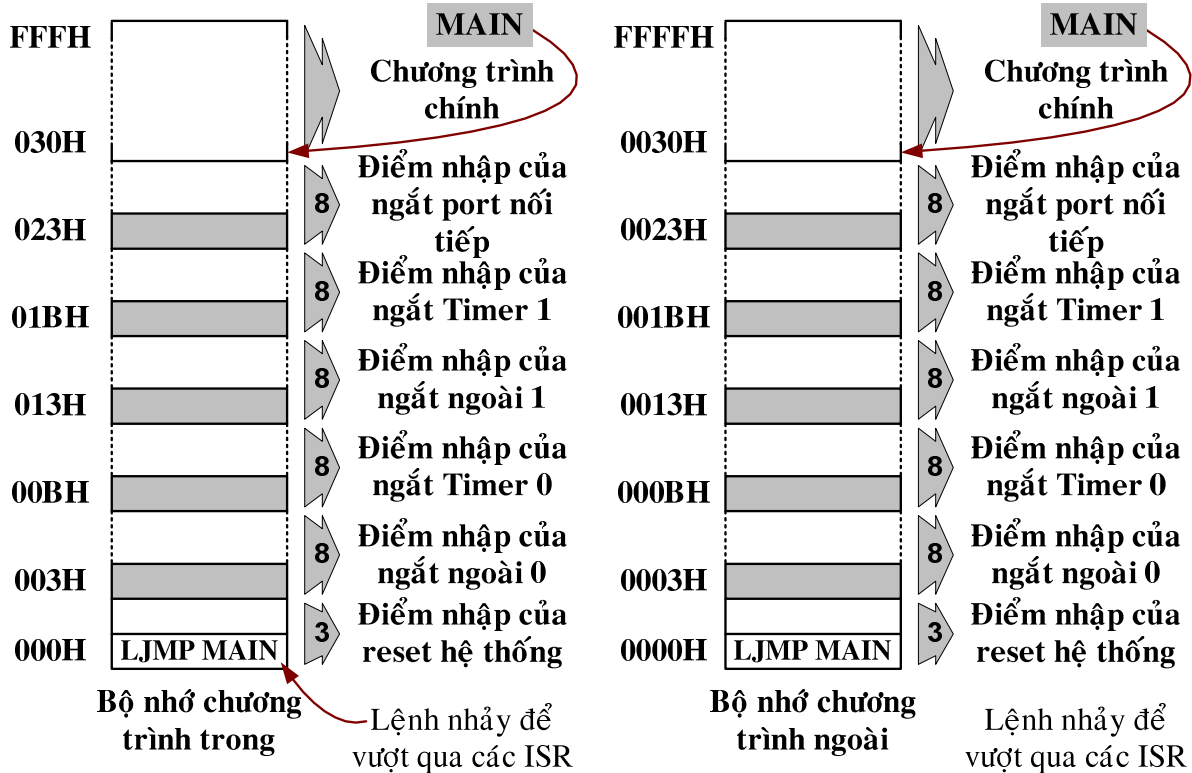 FFFH
MAIN
Chương trình
chính
030H
Điểm nhập của
ngắt port nối
tiếp
8
023H
Điểm nhập của
ngắt Timer 1
8
01BH
Điểm nhập của
ngắt ngoài 1
8
013H
Điểm nhập của
ngắt Timer 0
8
00BH
Điểm nhập của
ngắt ngoài 0
8
003H
Điểm nhập của
reset hệ thống
3
000H
LJMP MAIN
Bộ nhớ chương
trình trong
Lệnh nhảy để
vượt qua các ISR
FFFFH
MAIN
Chương trình
chính
0030H
Điểm nhập của
ngắt port nối
tiếp
8
0023H
Điểm nhập của
ngắt Timer 1
8
001BH
Điểm nhập của
ngắt ngoài 1
8
0013H
Điểm nhập của
ngắt Timer 0
8
000BH
Điểm nhập của
ngắt ngoài 0
8
0003H
Điểm nhập của
reset hệ thống
3
0000H
LJMP MAIN
Bộ nhớ chương
trình ngoài
Lệnh nhảy để
vượt qua các ISR